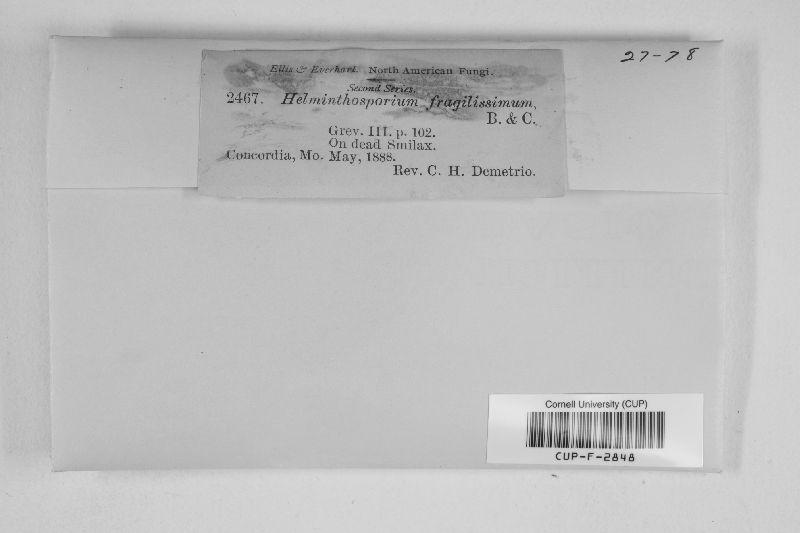 27-78
Ellis & Everhart. North American Fungi.
Second Series.
2467. Helminthosporium fragilissimum,
B. & C.
Grev. III. p. 102.
On dead Smilax.
Concordia, Mo. May, 1888.
Rev. C. H. Demetrio.
Cornell University (CUP)
CUP-F-2848